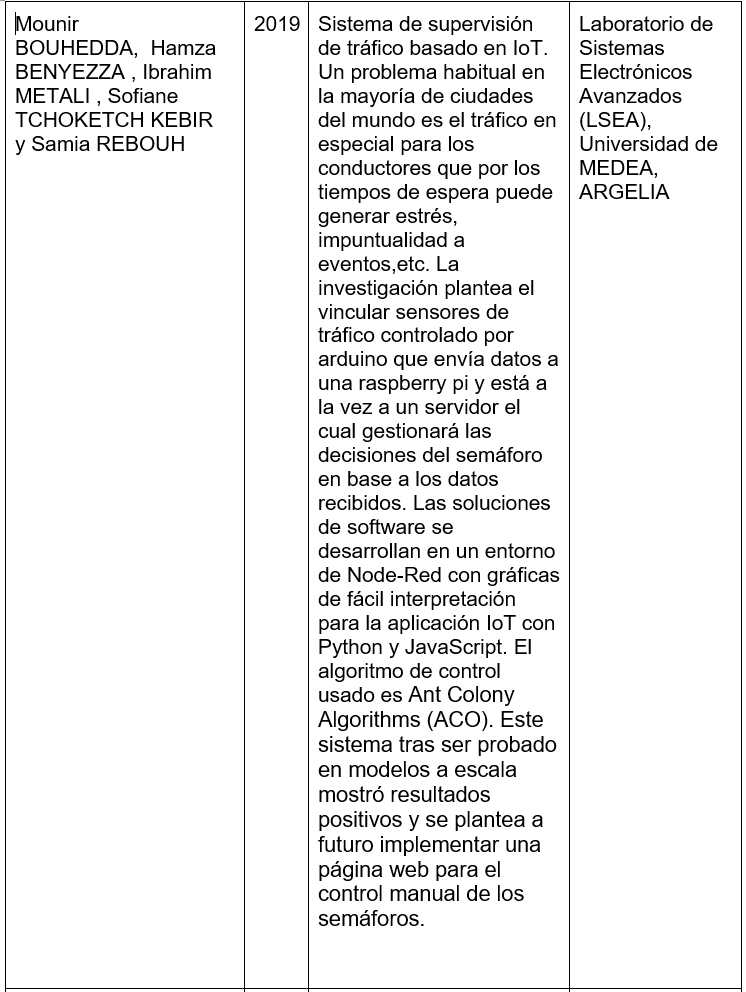 Mounir
BOUHEDDA,  Hamza
BENYEZZA , Ibrahim
METALI , Sofiane
TCHOKETCH KEBIR
y Samia REBOUH
2019
Sistema de supervisión
de tráfico basado en IoT.
Un problema habitual en
la mayoría de ciudades
del mundo es el tráfico en
especial para los
conductores que por los
tiempos de espera puede
generar estrés,
impuntualidad a
eventos,etc. La
investigación plantea el
vincular sensores de
tráfico controlado por
arduino que envía datos a
una raspberry pi y está a
la vez a un servidor el
cual gestionará las
decisiones del semáforo
en base a los datos
recibidos. Las soluciones
de software se
desarrollan en un entorno
de Node-Red con gráficas
de fácil interpretación
para la aplicación IoT con
Python y JavaScript. El
algoritmo de control
usado es Ant Colony
Algorithms (ACO). Este
sistema tras ser probado
en modelos a escala
mostró resultados
positivos y se plantea a
futuro implementar una
página web para el
control manual de los
semáforos.
Laboratorio de
Sistemas
Electrónicos
Avanzados
(LSEA),
Universidad de
MEDEA,
ARGELIA